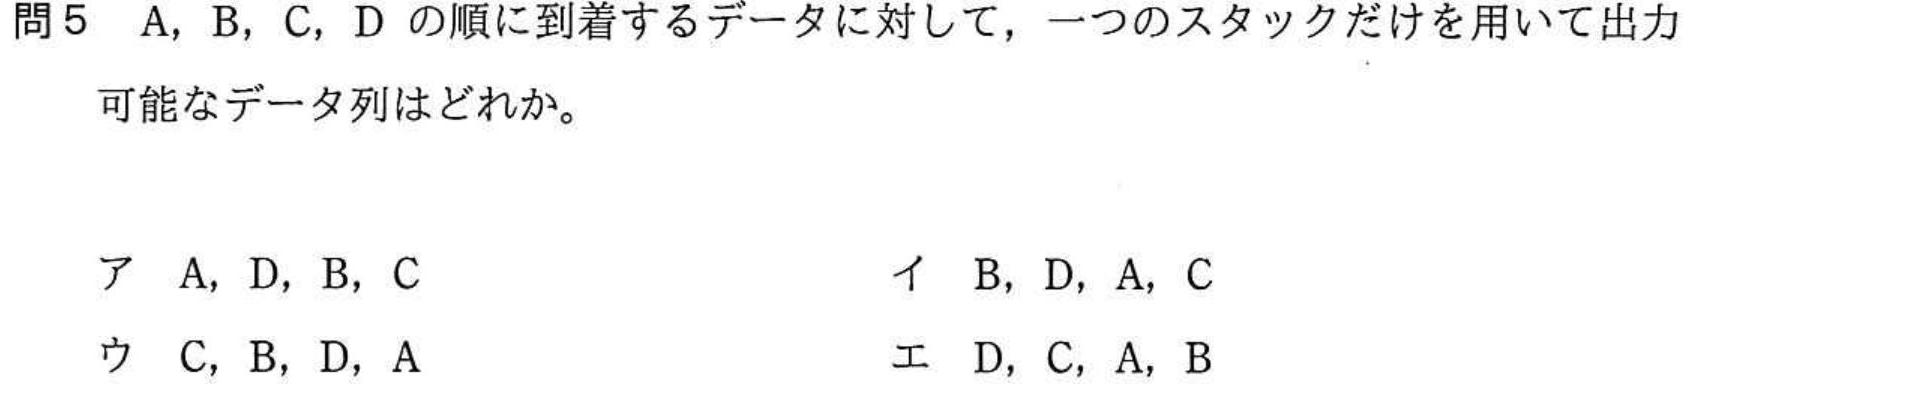 問5 A，B，C，D の順に到着するデータに対して，一つのスタックだけを用いて出力
可能なデータ列はどれか。
ア A，D，B，C イ B，D，A，C
ウ C，B，D，A エ D，C，A，B